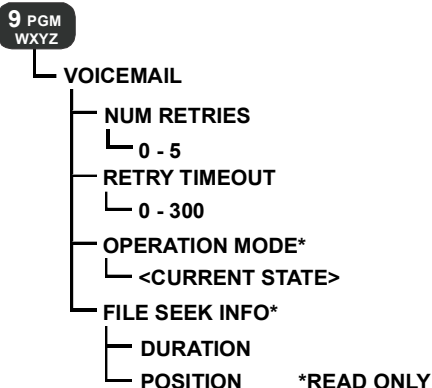 9 PGM
WXYZ
VOICEMAIL
NUM RETRIES
0 - 5
RETRY TIMEOUT
0 - 300
OPERATION MODE*
<CURRENT STATE>
FILE SEEK INFO*
DURATION
POSITION *READ ONLY